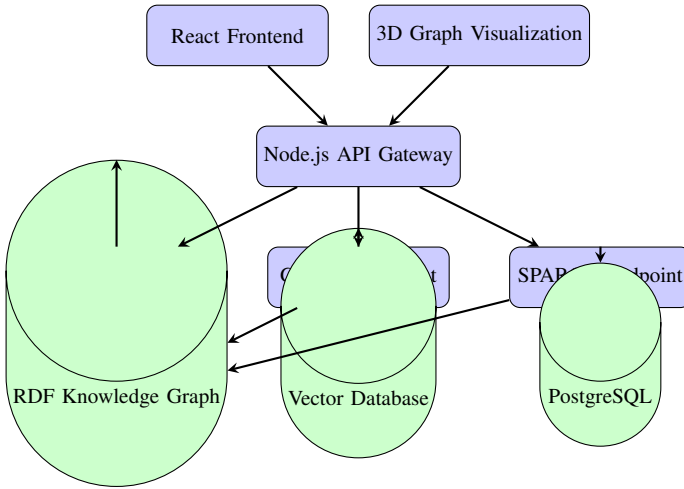 React Frontend
3D Graph Visualization
Node.js API Gateway
RDF Knowledge Graph
Vector Database
PostgreSQL